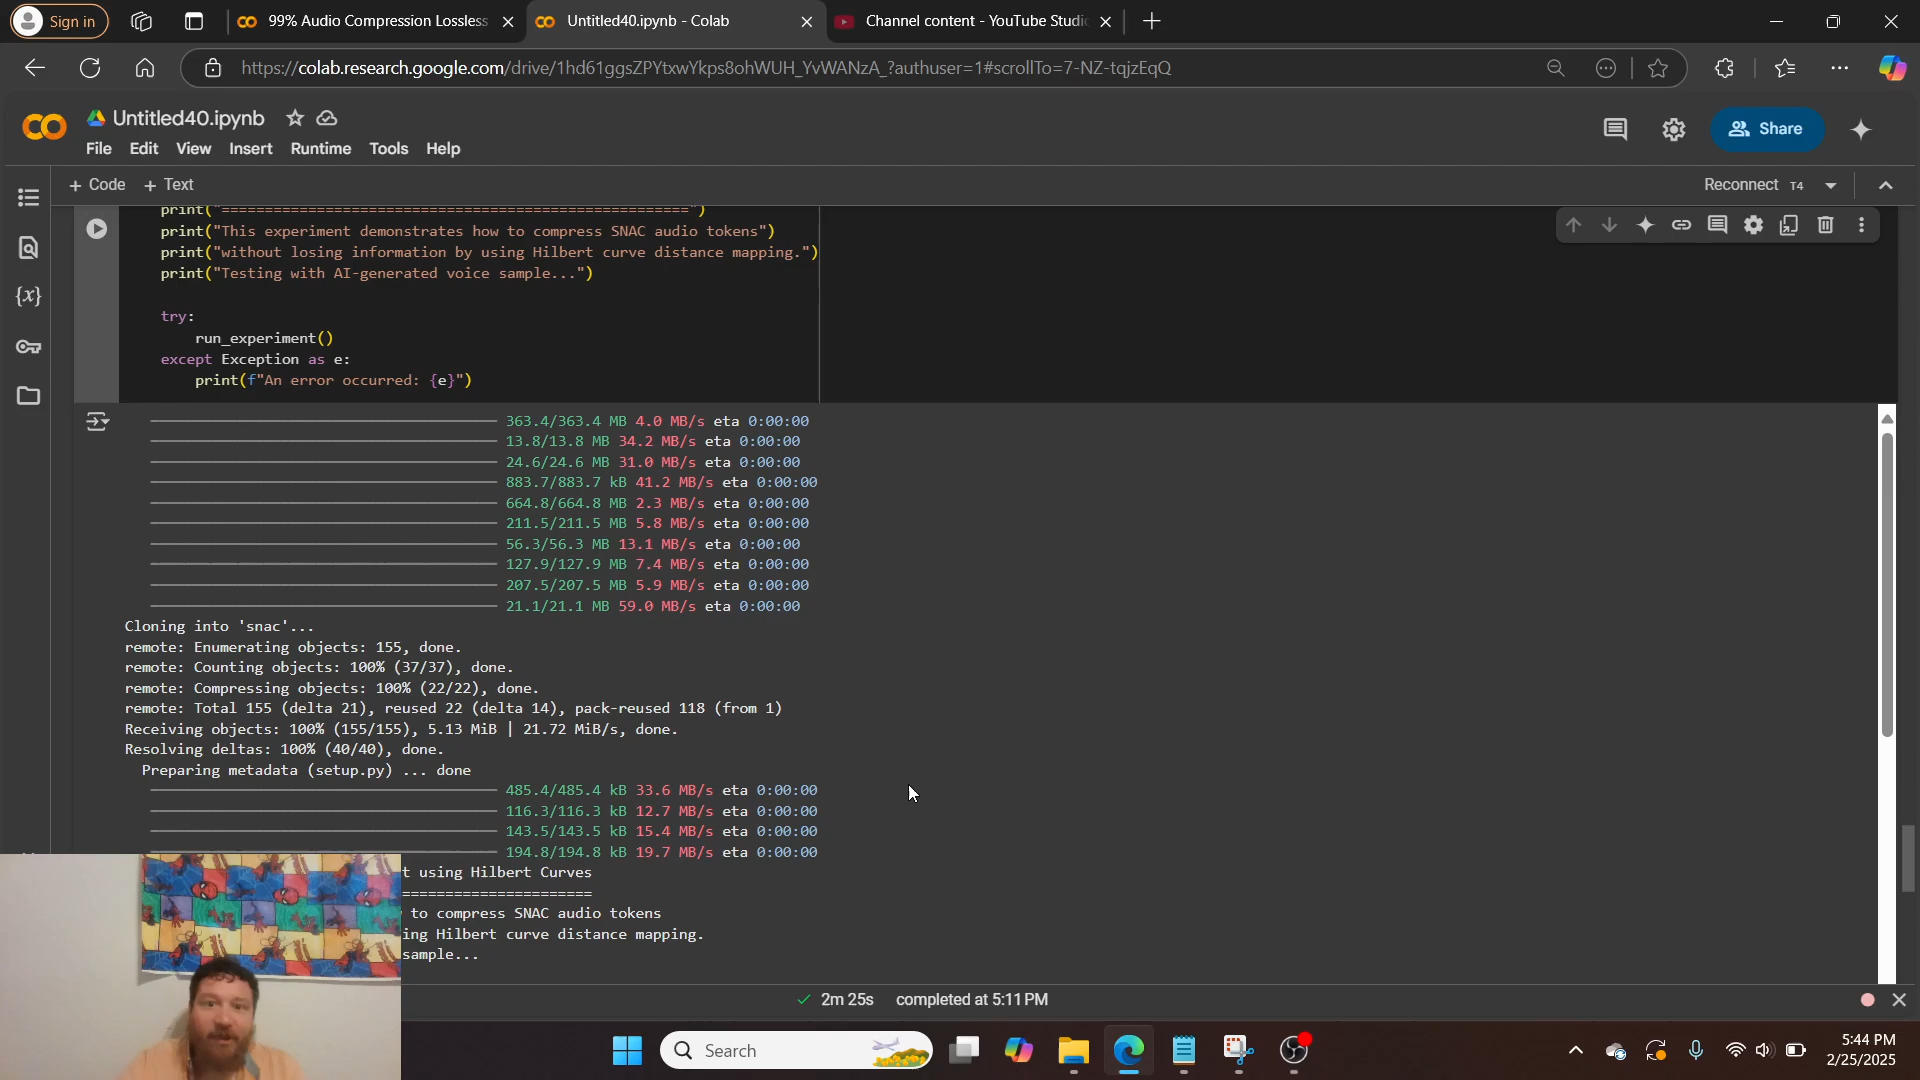 Sign in
99% Audio Compression Lossless
Untitled40.ipynb - Colab
Channel content - YouTube Studio
https://colab.research.google.com/drive/1hd61ggsZPYtxwYkps8ohWUH_YvWANzA_?authuser=1#scrollTo=7-NZ-tqjzEqQ
Untitled40.ipynb
Share
File Edit View Insert Runtime Tools Help
+ Code + Text
Reconnect T4
print("======================================================")
print("This experiment demonstrates how to compress SNAC audio tokens")
print("without losing information by using Hilbert curve distance mapping.")
print("Testing with AI-generated voice sample...")
try:
run_experiment()
except Exception as e:
print(f"An error occurred: {e}")
363.4/363.4 MB 4.0 MB/s eta 0:00:00
13.8/13.8 MB 34.2 MB/s eta 0:00:00
24.6/24.6 MB 31.0 MB/s eta 0:00:00
883.7/883.7 kB 41.2 MB/s eta 0:00:00
664.8/664.8 MB 2.3 MB/s eta 0:00:00
211.5/211.5 MB 5.8 MB/s eta 0:00:00
56.3/56.3 MB 13.1 MB/s eta 0:00:00
127.9/127.9 MB 7.4 MB/s eta 0:00:00
207.5/207.5 MB 5.9 MB/s eta 0:00:00
21.1/21.1 MB 59.0 MB/s eta 0:00:00
Cloning into 'snac'...
remote: Enumerating objects: 155, done.
remote: Counting objects: 100% (37/37), done.
remote: Compressing objects: 100% (22/22), done.
remote: Total 155 (delta 21), reused 22 (delta 14), pack-reused 118 (from 1)
Receiving objects: 100% (155/155), 5.13 MiB | 21.72 MiB/s, done.
Resolving deltas: 100% (40/40), done.
Preparing metadata (setup.py) ... done
485.4/485.4 kB 33.6 MB/s eta 0:00:00
116.3/116.3 kB 12.7 MB/s eta 0:00:00
143.5/143.5 kB 15.4 MB/s eta 0:00:00
194.8/194.8 kB 19.7 MB/s eta 0:00:00
t using Hilbert Curves
======================
to compress SNAC audio tokens
ing Hilbert curve distance mapping.
sample...
2m 25s completed at 5:11 PM
Search
5:44 PM
2/25/2025